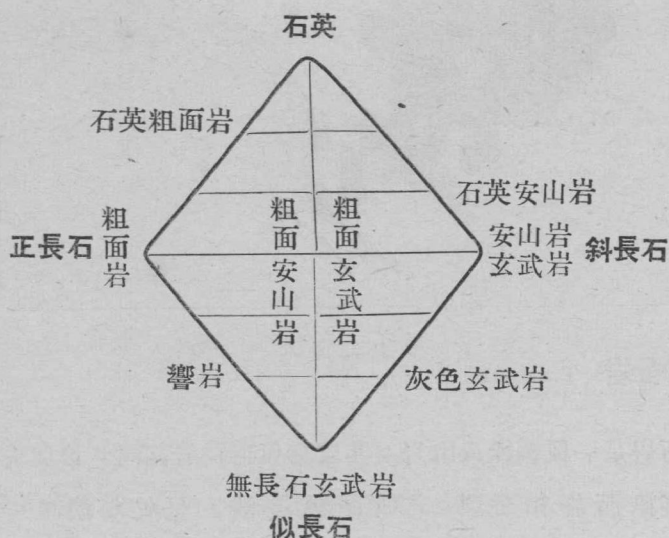 石英
石英粗面岩
石英安山岩
正長石
粗面岩
粗面安山岩
粗面玄武岩
安山岩
玄武岩
斜長石
響岩
灰色玄武岩
無長石玄武岩
似長石